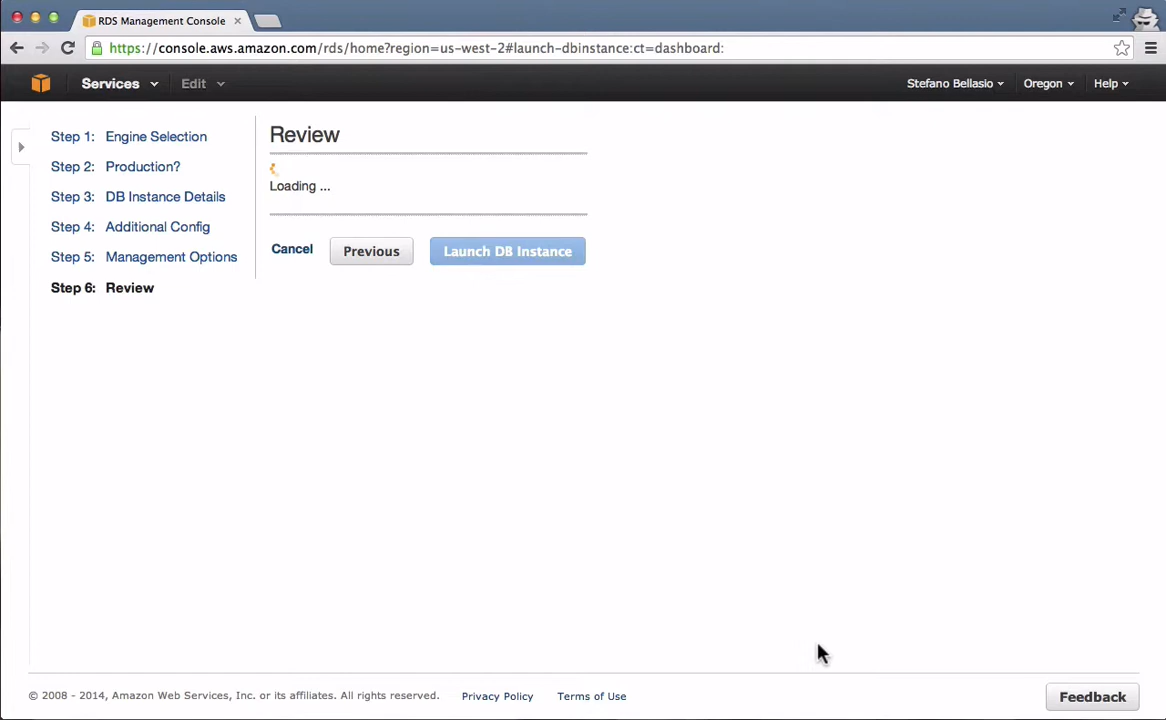 RDS Management Console
https://console.aws.amazon.com/rds/home?region=us-west-2#launch-dbinstance:ct=dashboard:
Services Edit Stefano Bellasio Oregon Help
Step 1: Engine Selection
Step 2: Production?
Step 3: DB Instance Details
Step 4: Additional Config
Step 5: Management Options
Step 6: Review
Review
Loading ...
Cancel Previous Launch DB Instance
© 2008 - 2014, Amazon Web Services, Inc. or its affiliates. All rights reserved. Privacy Policy Terms of Use Feedback